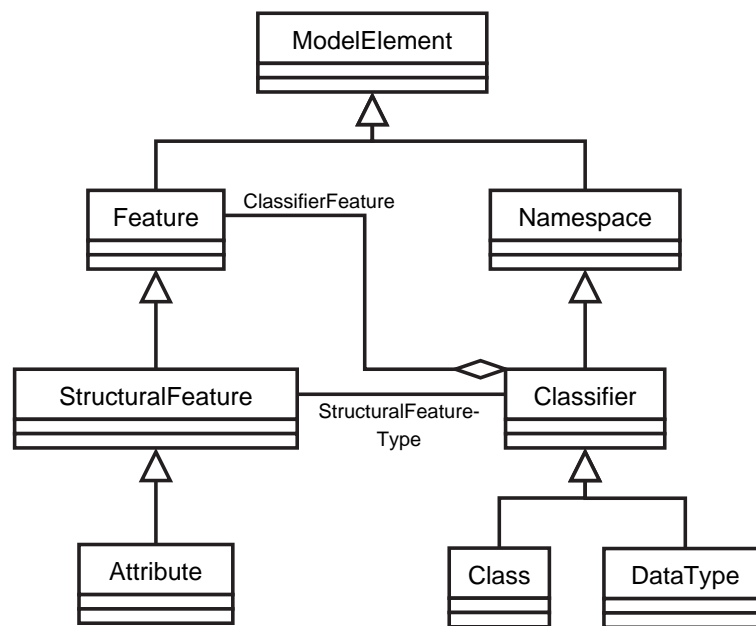 ModelElement
ClassifierFeature
Feature
Namespace
StructuralFeature
Classifier
StructuralFeature-
Type
Attribute
Class
DataType